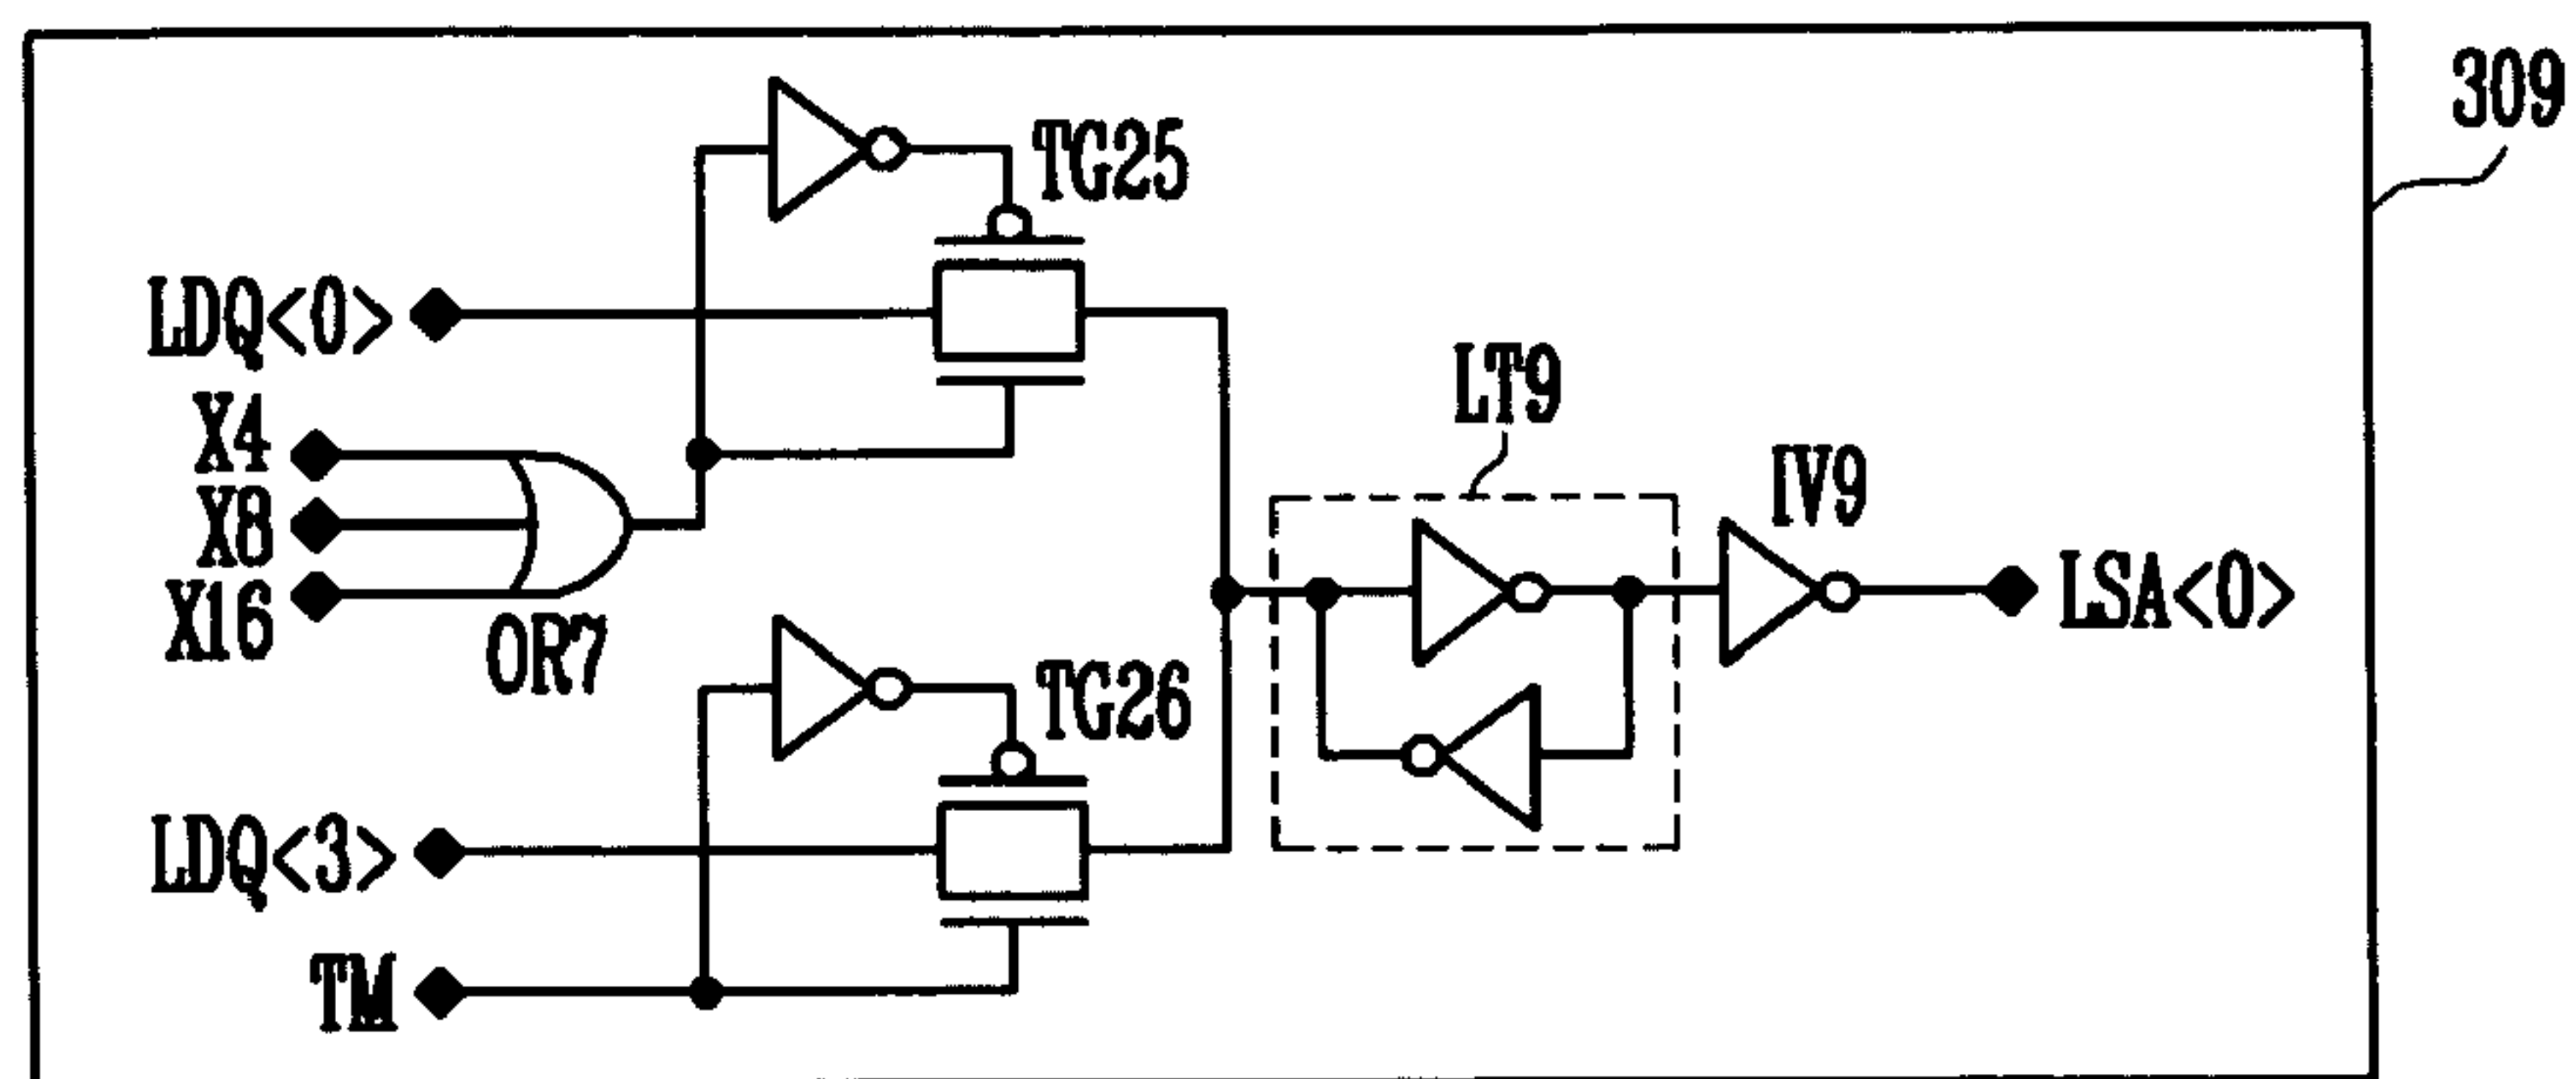 309
TG25
LDQ<0>
LT9
X4
IV9
X8
LSA<0>
X16
OR7
TG26
LDQ<3>
TM